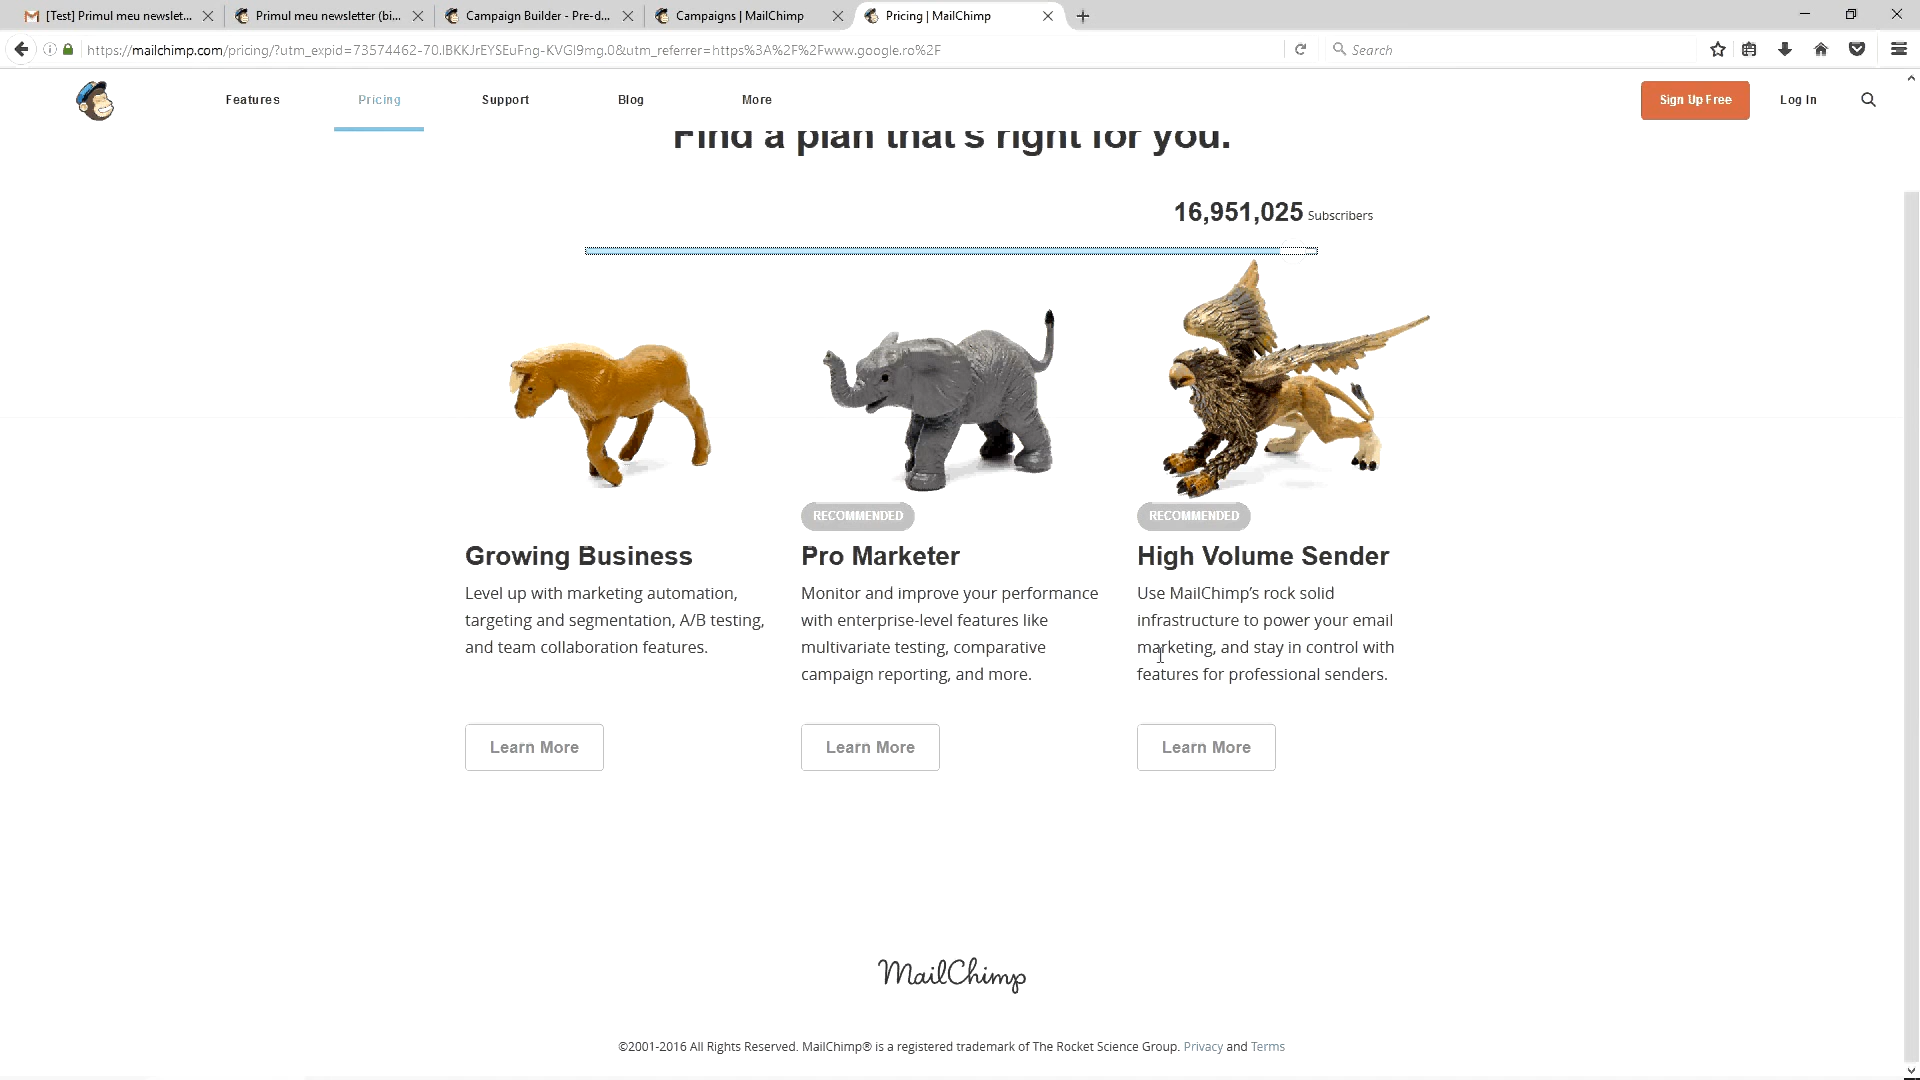 [Test] Primul meu newslet...
Primul meu newsletter (bi...
Campaign Builder - Pre-d...
Campaigns | MailChimp
Pricing | MailChimp
https://mailchimp.com/pricing/?utm_expid=73574462-70.lBKKJrEYSEuFng-KVGl9mg.0&utm_referrer=https%3A%2F%2Fwww.google.ro%2F
Search
Features
Pricing
Support
Blog
More
Sign Up Free
Log In
Find a plan that's right for you.
16,951,025 Subscribers
RECOMMENDED
RECOMMENDED
Growing Business
Pro Marketer
High Volume Sender
Level up with marketing automation,
targeting and segmentation, A/B testing,
and team collaboration features.
Monitor and improve your performance
with enterprise-level features like
multivariate testing, comparative
campaign reporting, and more.
Use MailChimp's rock solid
infrastructure to power your email
marketing, and stay in control with
features for professional senders.
Learn More
Learn More
Learn More
MailChimp
©2001-2016 All Rights Reserved. MailChimp® is a registered trademark of The Rocket Science Group. Privacy and Terms